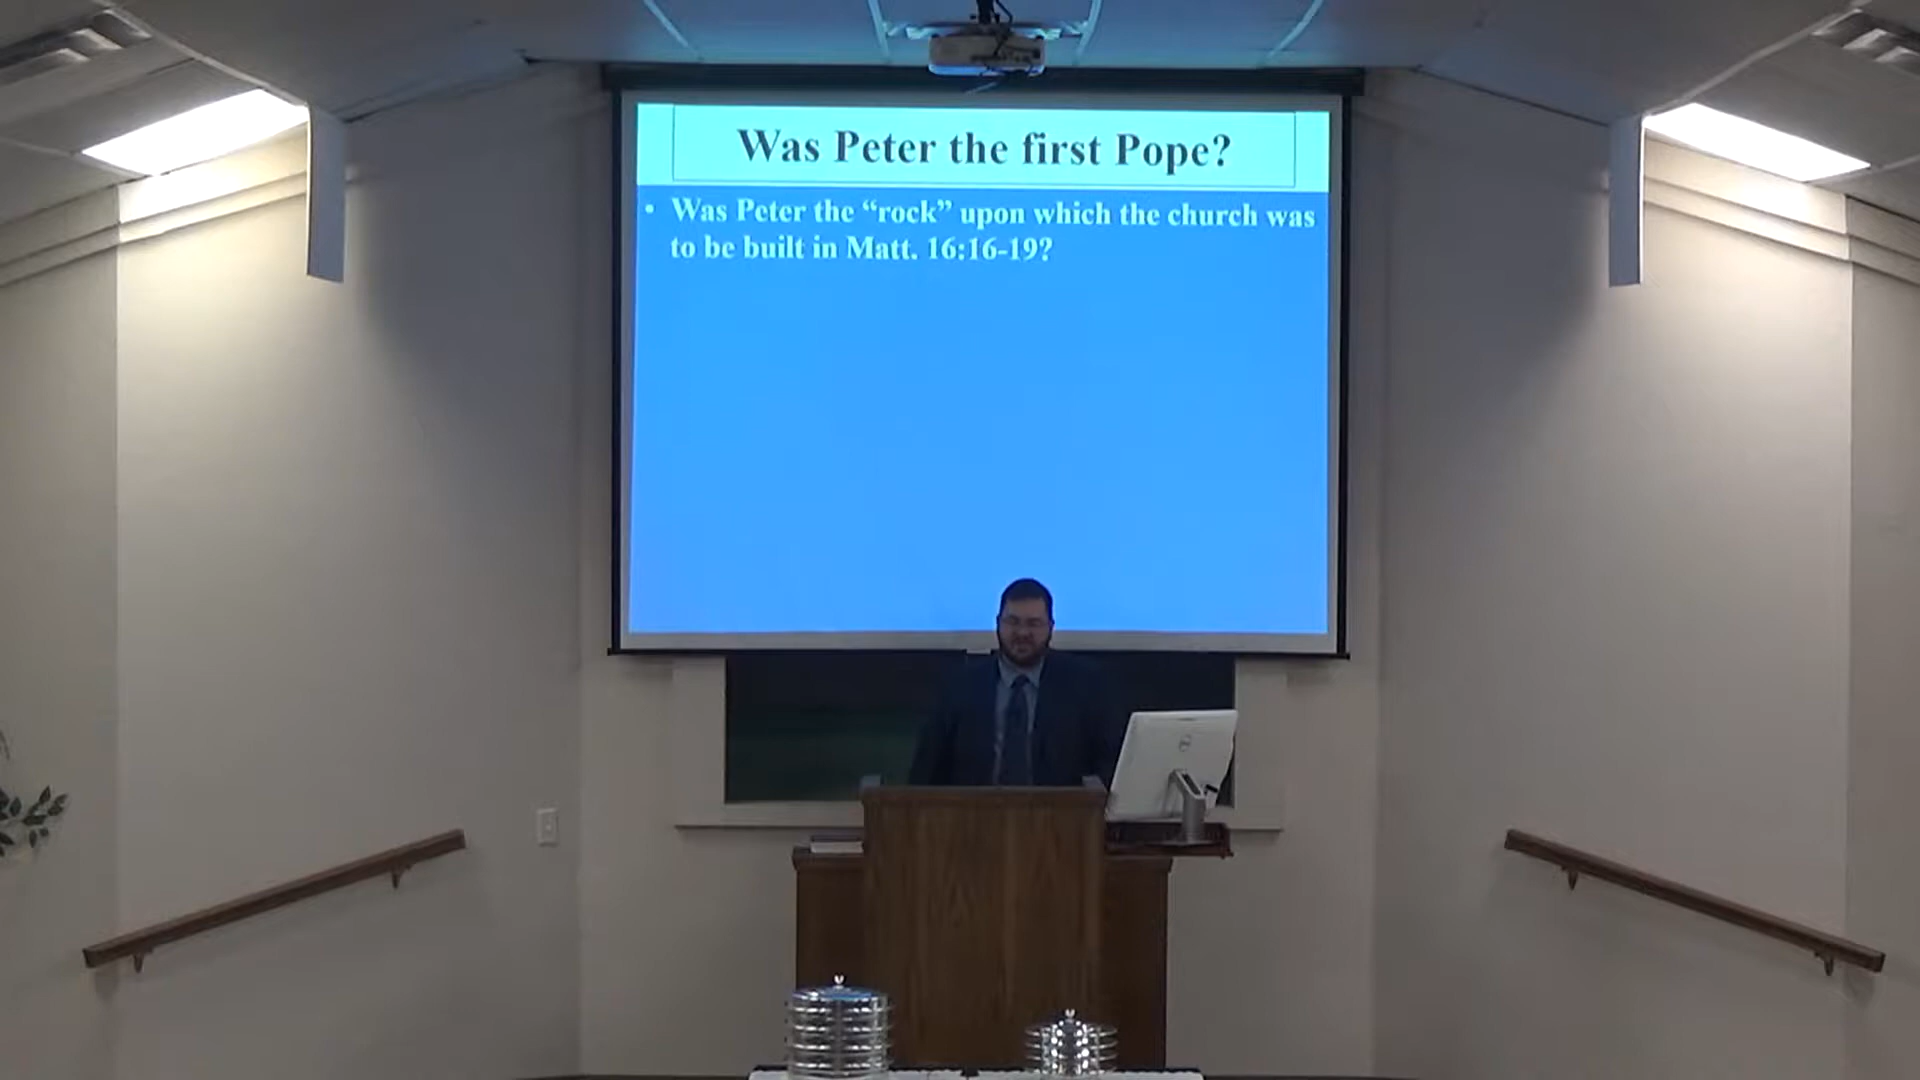 Was Peter the first Pope?
• Was Peter the “rock” upon which the church was
to be built in Matt. 16:16-19?